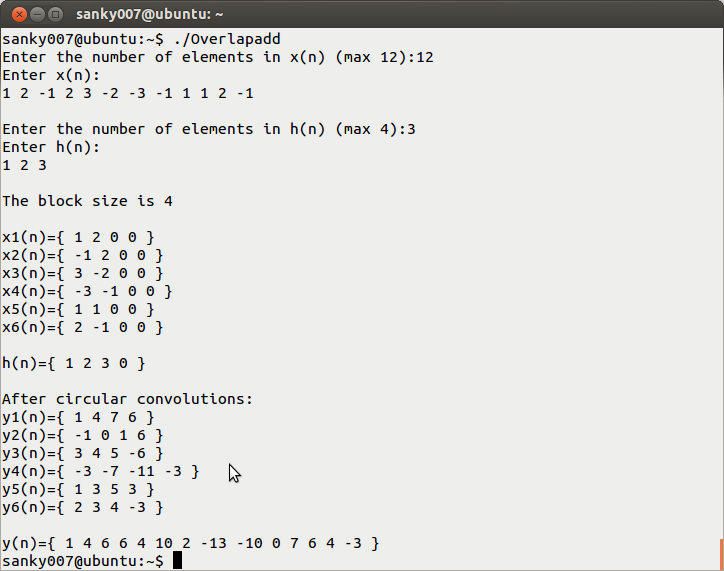 sanky007@ubuntu: ~
sanky007@ubuntu:~$ ./Overlapadd
Enter the number of elements in x(n) (max 12):12
Enter x(n):
1 2 -1 2 3 -2 -3 -1 1 1 2 -1
Enter the number of elements in h(n) (max 4):3
Enter h(n):
1 2 3
The block size is 4
x1(n)={ 1 2 0 0 }
x2(n)={ -1 2 0 0 }
x3(n)={ 3 -2 0 0 }
x4(n)={ -3 -1 0 0 }
x5(n)={ 1 1 0 0 }
x6(n)={ 2 -1 0 0 }
h(n)={ 1 2 3 0 }
After circular convolutions:
y1(n)={ 1 4 7 6 }
y2(n)={ -1 0 1 6 }
y3(n)={ 3 4 5 -6 }
y4(n)={ -3 -7 -11 -3 }
y5(n)={ 1 3 5 3 }
y6(n)={ 2 3 4 -3 }
y(n)={ 1 4 6 6 4 10 2 -13 -10 0 7 6 4 -3 }
sanky007@ubuntu:~$